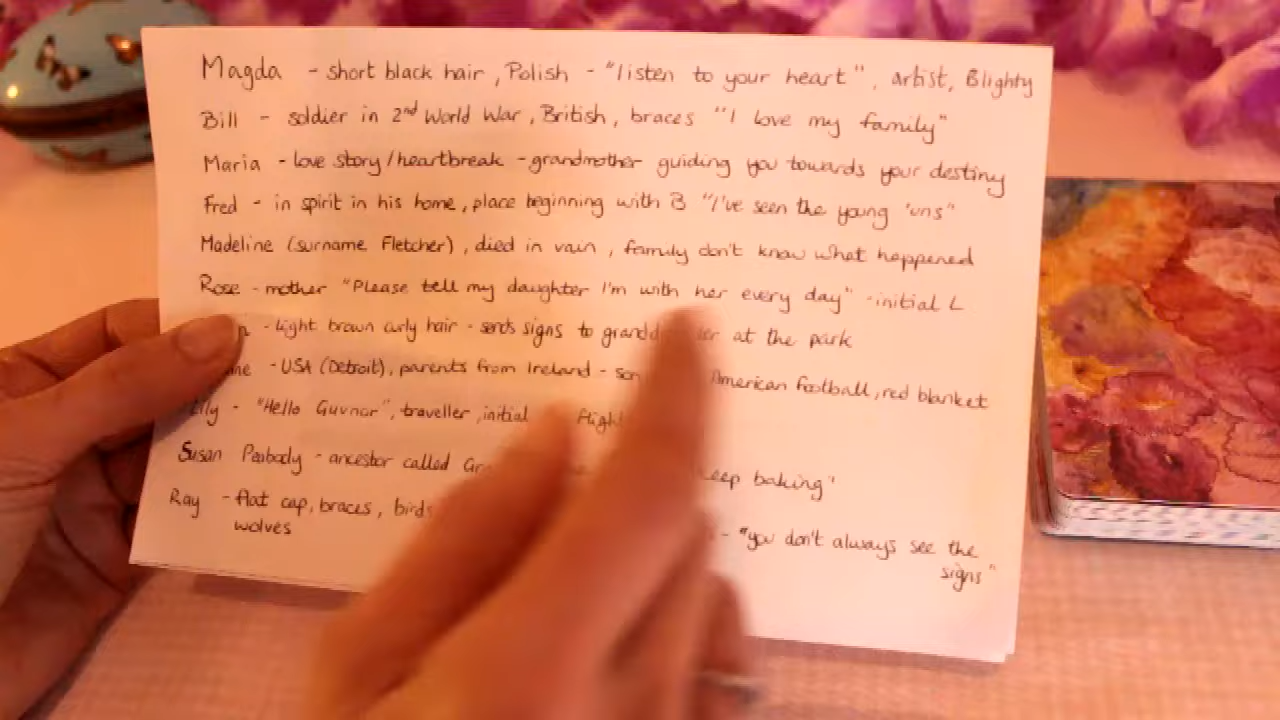 Magda - short black hair, Polish - "listen to your heart", artist, Blighty
Bill - soldier in 2nd World War, British, braces "I love my family"
Maria - love story/heartbreak - grandmother guiding you towards your destiny
Fred - in spirit in his home, place beginning with B "I've seen the young 'uns"
Madeline (surname Fletcher), died in vain, family don't know what happened
Rose - mother "Please tell my daughter I'm with her every day" - initial L
- light brown curly hair - sends signs to at the park
- USA (Detroit), parents from Ireland - American football, red blanket
- "Hello Guvnor", traveller, initial
Susan Peabody - ancestor called baking"
Ray - flat cap, braces, birds - "you don't always see the
wolves signs"